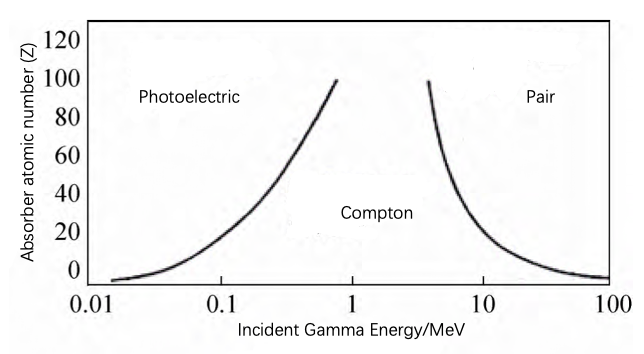 120
100
Photoelectric
Pair
80
60
40
Compton
20
0
Absorber atomic number (Z)
0.01 0.1 1 10 100
Incident Gamma Energy/MeV